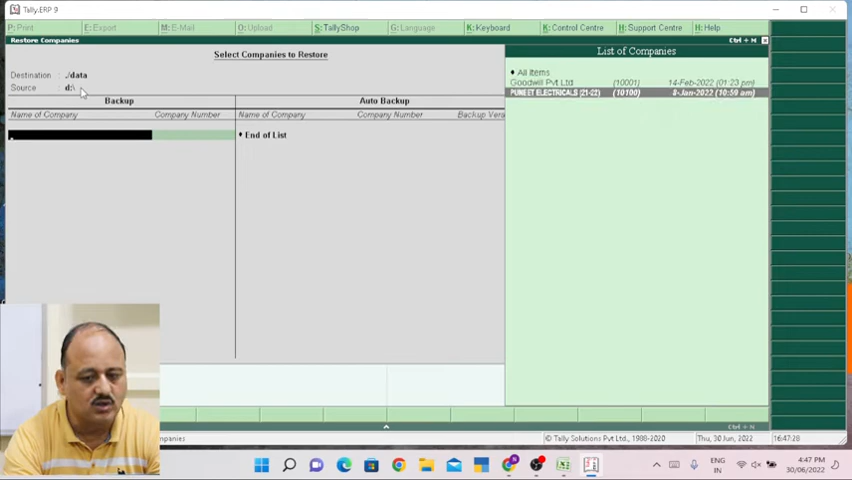 Tally.ERP 9
P: Print E: Export M: E-Mail O: Upload S: TallyShop G: Language K: Keyboard K: Control Centre H: Support Centre H: Help
Restore Companies Ctrl + M
Select Companies to Restore
List of Companies
Destination : ./data
Source : d:\
♦ All Items
Goodwill Pvt Ltd (10001) 14-Feb-2022 (01:23 pm)
PUNEET ELECTRICALS (21-22) (10100) 8-Jan-2022 (10:59 am)
Backup Auto Backup
Name of Company Company Number Name of Company Company Number Backup Vers
♦ End of List
Ctrl + N
mpanies © Tally Solutions Pvt Ltd., 1988-2020 Thu, 30 Jun, 2022 16:47:28
ENG
IN
4:47 PM
30/06/2022